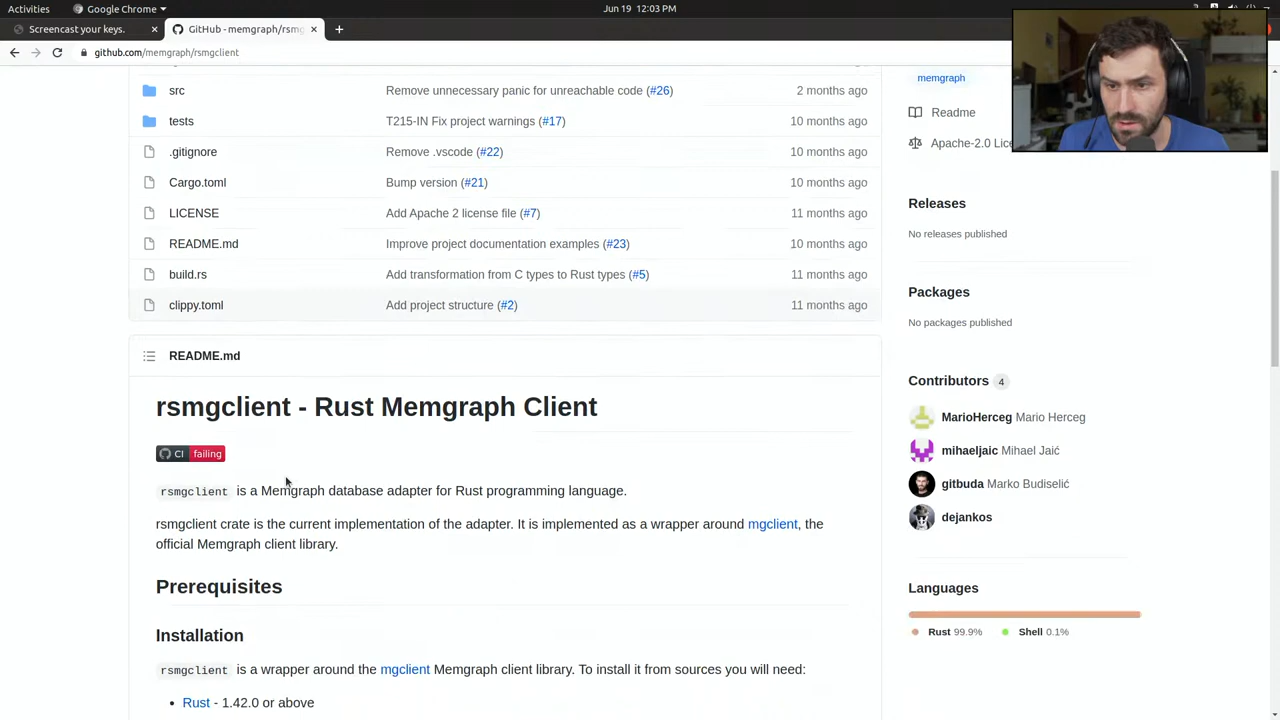 Activities
Google Chrome
Jun 19 12:03 PM
Screencast your keys.
GitHub - memgraph/rsmg
github.com/memgraph/rsmgclient
src Remove unnecessary panic for unreachable code (#26) 2 months ago
tests T215-IN Fix project warnings (#17) 10 months ago
.gitignore Remove .vscode (#22) 10 months ago
Cargo.toml Bump version (#21) 10 months ago
LICENSE Add Apache 2 license file (#7) 11 months ago
README.md Improve project documentation examples (#23) 10 months ago
build.rs Add transformation from C types to Rust types (#5) 11 months ago
clippy.toml Add project structure (#2) 11 months ago
README.md
rsmgclient - Rust Memgraph Client
CI failing
rsmgclient is a Memgraph database adapter for Rust programming language.
rsmgclient crate is the current implementation of the adapter. It is implemented as a wrapper around mgclient, the
official Memgraph client library.
Prerequisites
Installation
rsmgclient is a wrapper around the mgclient Memgraph client library. To install it from sources you will need:
• Rust - 1.42.0 or above
memgraph
Readme
Apache-2.0 Lice
Releases
No releases published
Packages
No packages published
Contributors 4
MarioHerceg Mario Herceg
mihaeljaic Mihael Jaić
gitbuda Marko Budiselić
dejankos
Languages
Rust 99.9% Shell 0.1%